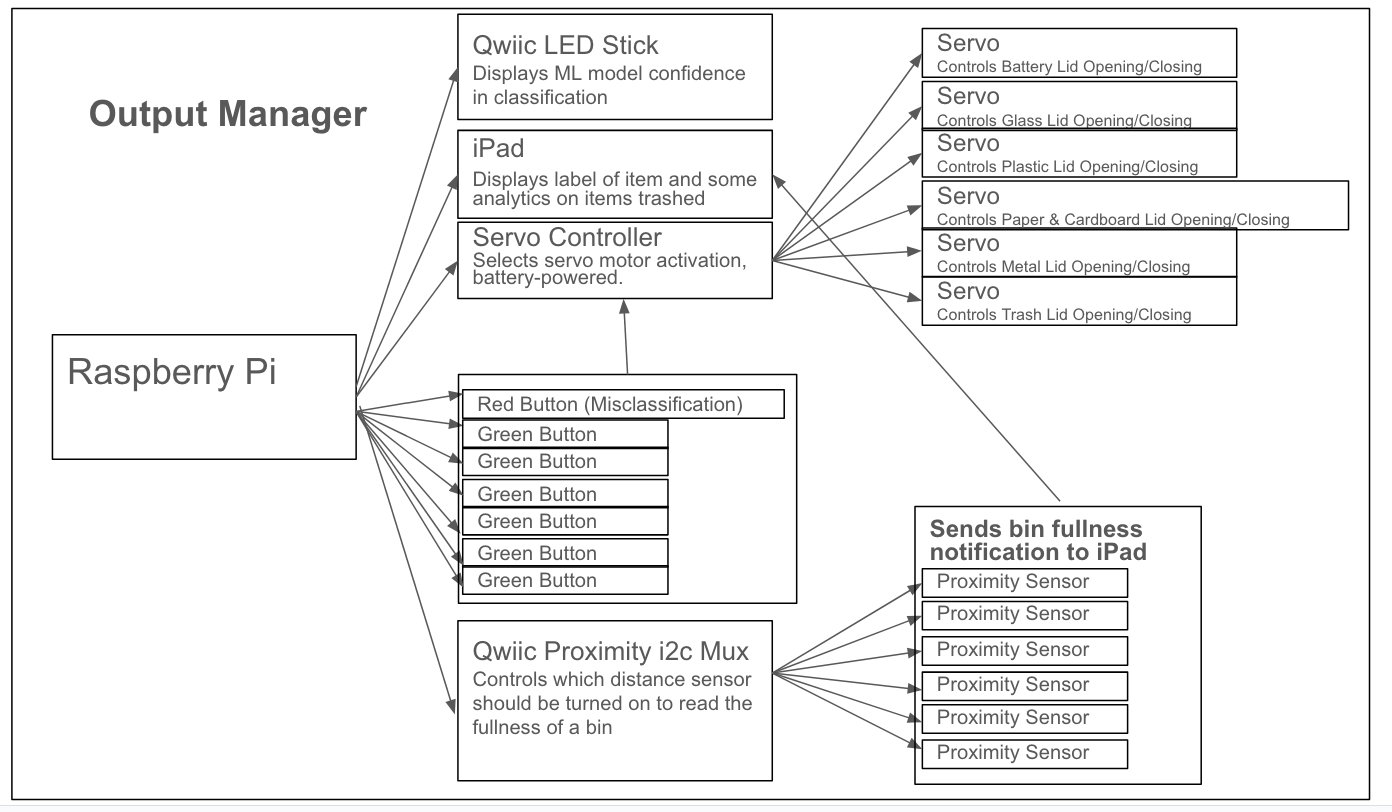 Output Manager
Qwiic LED Stick
Displays ML model confidence
in classification
iPad
Displays label of item and some
analytics on items trashed
Servo Controller
Selects servo motor activation,
battery-powered.
Servo
Controls Battery Lid Opening/Closing
Servo
Controls Glass Lid Opening/Closing
Servo
Controls Plastic Lid Opening/Closing
Servo
Controls Paper & Cardboard Lid Opening/Closing
Servo
Controls Metal Lid Opening/Closing
Servo
Controls Trash Lid Opening/Closing
Raspberry Pi
Red Button (Misclassification)
Green Button
Green Button
Green Button
Green Button
Green Button
Green Button
Qwiic Proximity i2c Mux
Controls which distance sensor
should be turned on to read the
fullness of a bin
Sends bin fullness
notification to iPad
Proximity Sensor
Proximity Sensor
Proximity Sensor
Proximity Sensor
Proximity Sensor
Proximity Sensor